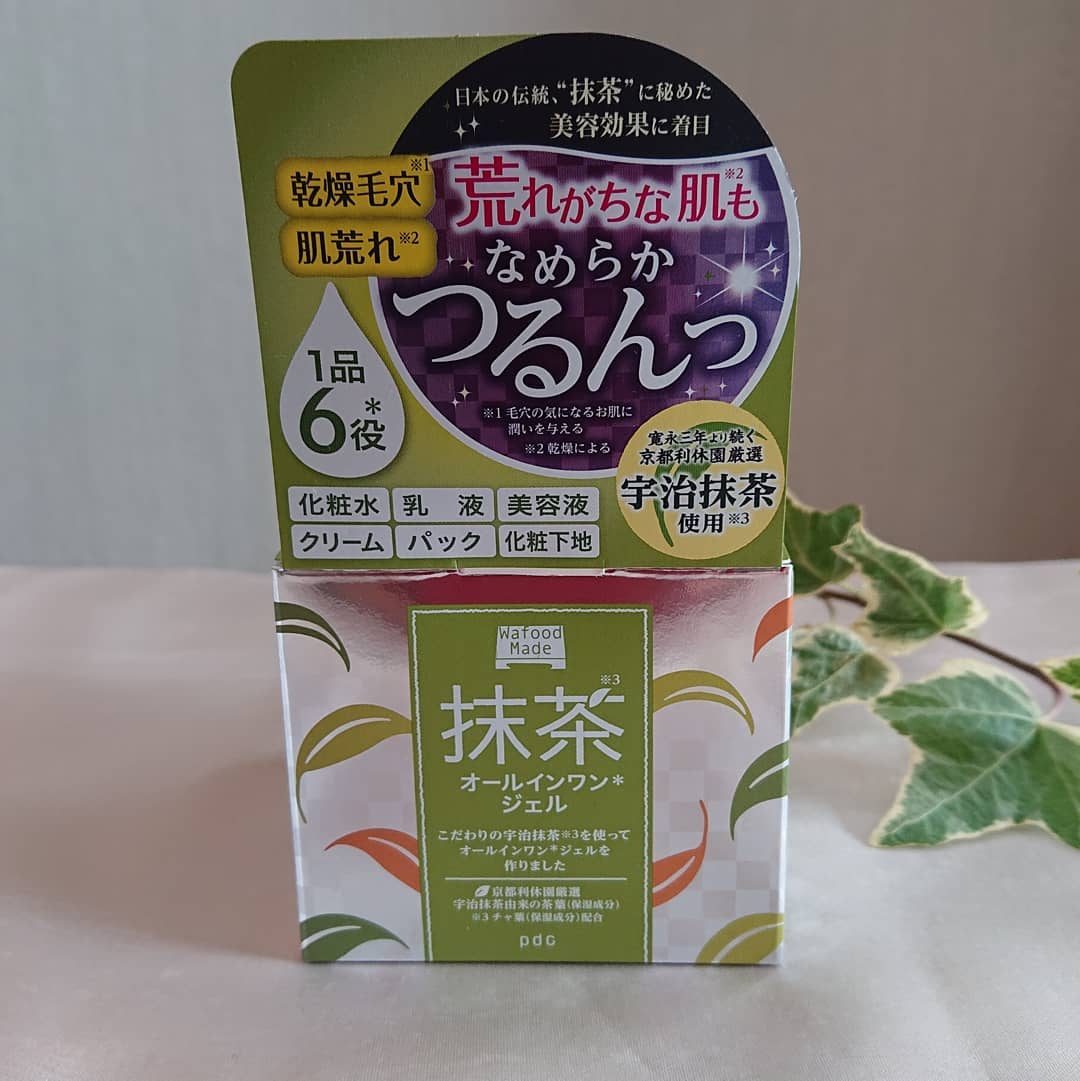 日本の伝統、“抹茶”に秘めた
美容効果に着目
乾燥毛穴※1
肌荒れ※2
荒れがちな肌も※2
なめらか
つるんっ
※1 毛穴の気になるお肌に
潤いを与える
※2 乾燥による
1品
6役*
寛永三年より続く
京都利休園厳選
宇治抹茶
使用※3
化粧水 乳液 美容液
クリーム パック 化粧下地
Wafood
Made
抹茶※3
オールインワン*
ジェル
こだわりの宇治抹茶※3を使って
オールインワン*ジェルを
作りました
京都利休園厳選
宇治抹茶由来の茶葉(保湿成分)
※3 チャ葉(保湿成分)配合
pdc